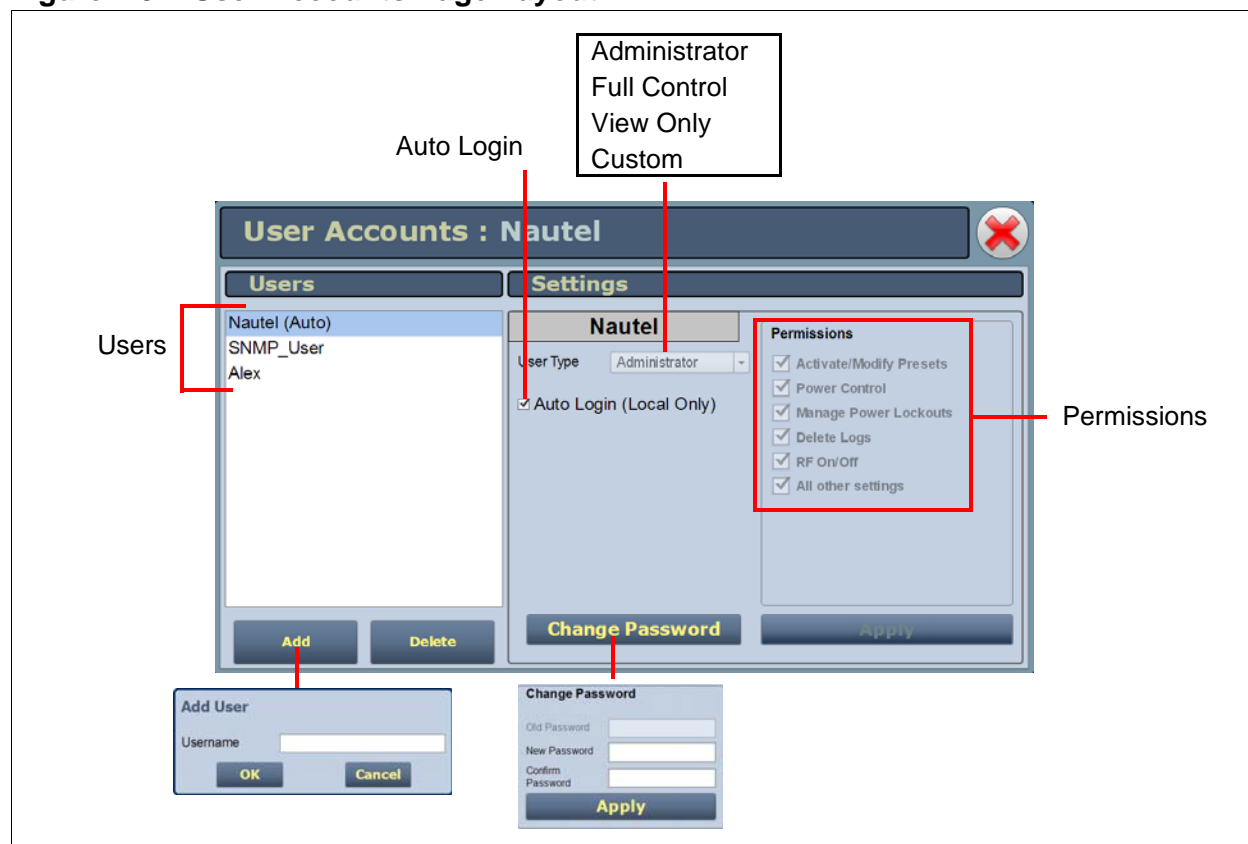 Administrator
Full Control
View Only
Custom
Auto Login
User Accounts : Nautel
Users
Settings
Users
Nautel (Auto)
SNMP_User
Alex
Nautel
User Type
Administrator
Auto Login (Local Only)
Permissions
Activate/Modify Presets
Power Control
Manage Power Lockouts
Delete Logs
RF On/Off
All other settings
Permissions
Add
Delete
Change Password
Apply
Add User
Username
OK
Cancel
Change Password
Old Password
New Password
Confirm
Password
Apply